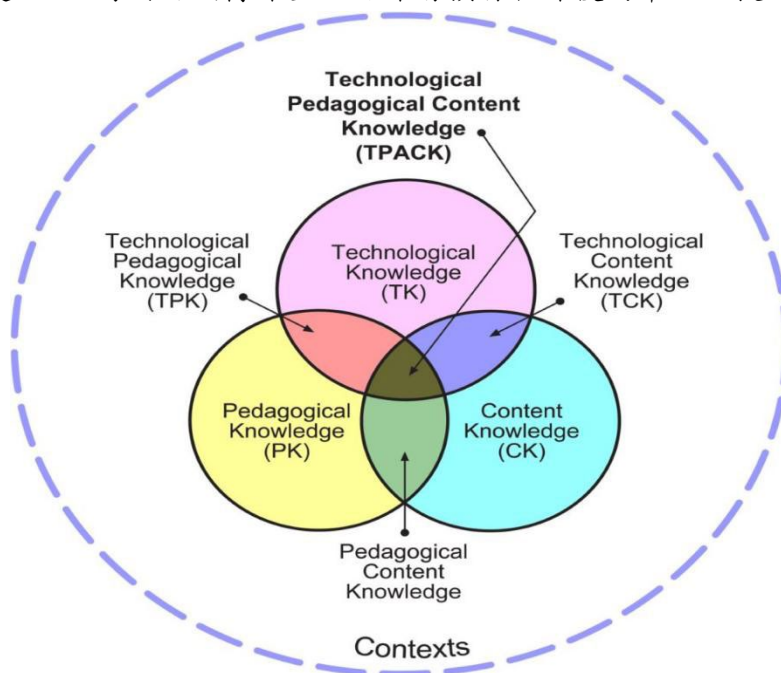 Technological
Pedagogical Content
Knowledge
(TPACK)
Technological
Pedagogical
Knowledge
(TPK)
Technological
Knowledge
(TK)
Technological
Content
Knowledge
(TCK)
Pedagogical
Knowledge
(PK)
Content
Knowledge
(CK)
Pedagogical
Content
Knowledge
Contexts